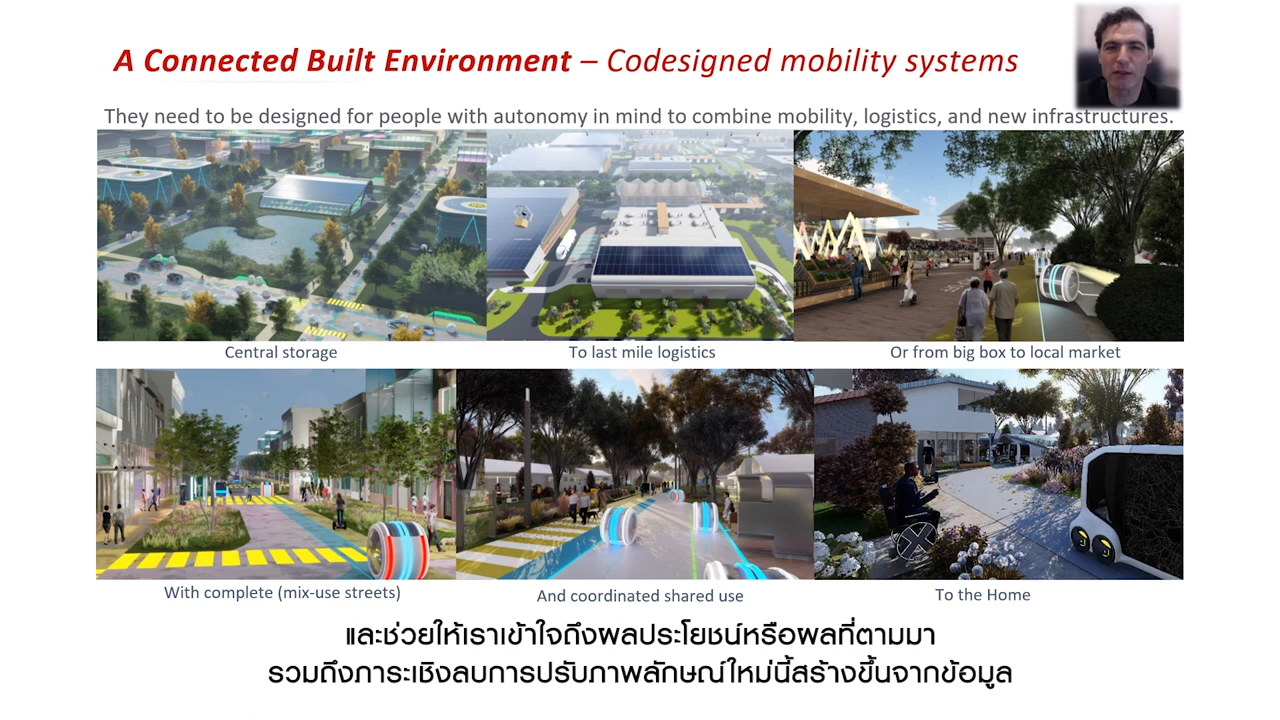 A Connected Built Environment – Codesigned mobility systems
They need to be designed for people with autonomy in mind to combine mobility, logistics, and new infrastructures.
Central storage
To last mile logistics
Or from big box to local market
With complete (mix-use streets)
And coordinated shared use
To the Home
และช่วยให้เราเข้าใจถึงผลประโยชน์หรือผลที่ตามมา
รวมถึงภาระเชิงลบการปรับภาพลักษณ์ใหม่นี้สร้างขึ้นจากข้อมูล